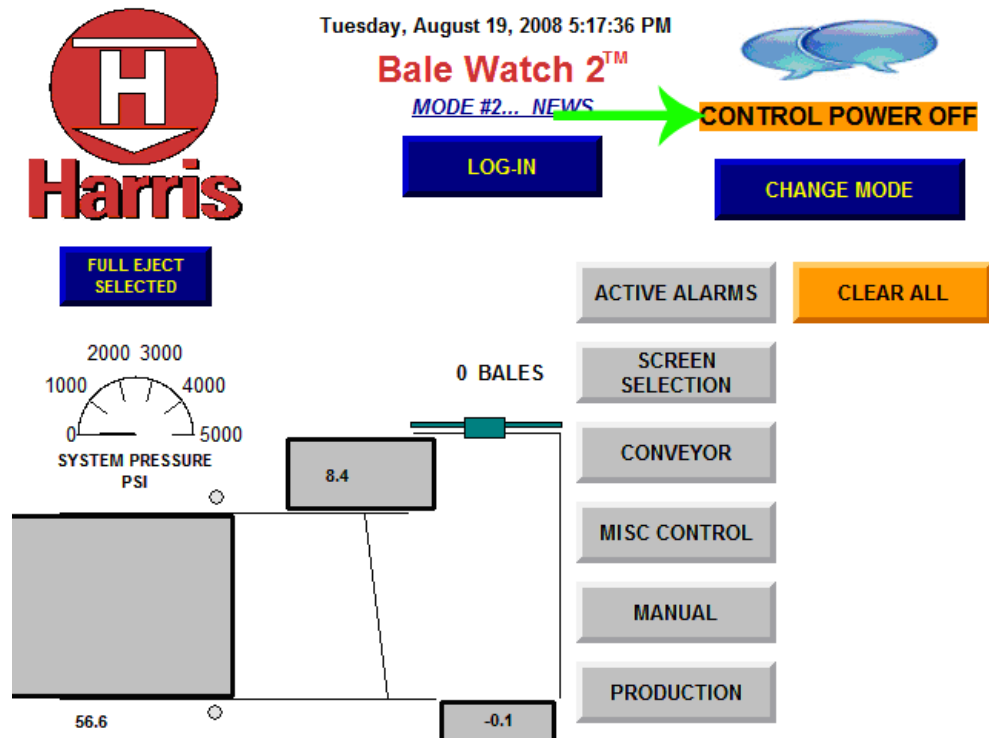 Tuesday, August 19, 2008 5:17:36 PM
Bale Watch 2™
MODE #2... NEWS
CONTROL POWER OFF
H
Harris
LOG-IN
CHANGE MODE
FULL EJECT
SELECTED
ACTIVE ALARMS
CLEAR ALL
2000 3000
1000 4000
0 5000
SYSTEM PRESSURE
PSI
0 BALES
SCREEN
SELECTION
CONVEYOR
8.4
MISC CONTROL
MANUAL
PRODUCTION
56.6
-0.1